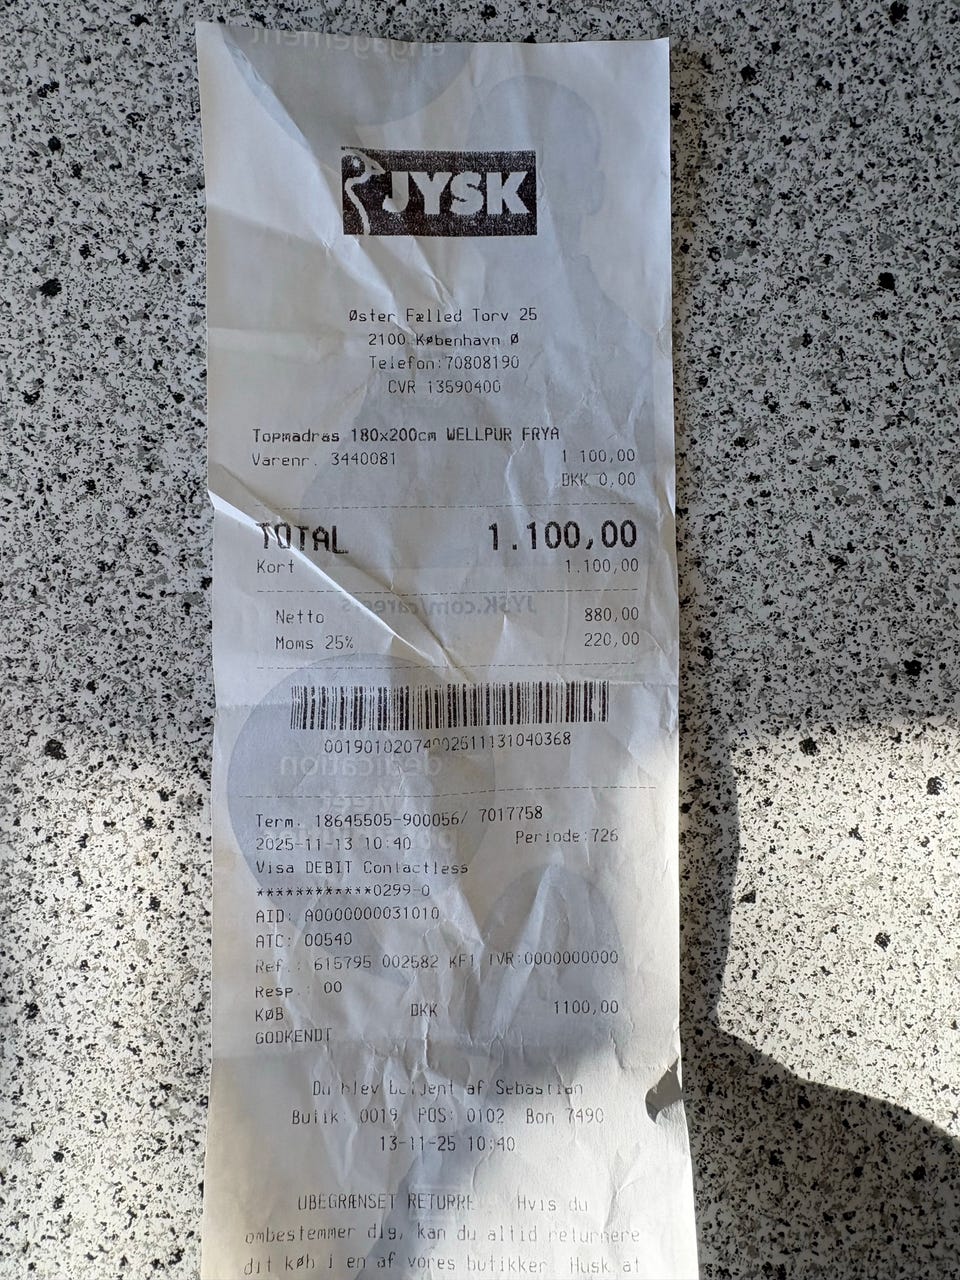 JYSK
Øster Fælled Torv 25
2100 København Ø
Telefon:70808190
CVR 13590400
Topmadras 180x200cm WELLPUR FRYA
Varenr. 3440081 1 100,00
DKK 0,00
TOTAL 1.100,00
Kort 1.100,00
JYSK.com/careers
Netto 880,00
Moms 25% 220,00
00190102074902511131040368
dedication
Term. 18645505-900056/ 7017758
2025-11-13 10:40 Periode:726
Visa DEBIT Contactless
************0299-0
AID: A0000000031010
ATC: 00540
Ref.: 615795 002582 KF1 TVR:0000000000
Resp.: 00
KØB DKK 1100,00
GODKENDT
Du blev betjent af Sebastian
Butik: 0019 POS: 0102 Bon 7490
13-11-25 10:40
UBEGRÆNSET RETURRET Hvis du
ombestemmer dig, kan du altid returnere
dit køb i en af vores butikker. Husk at